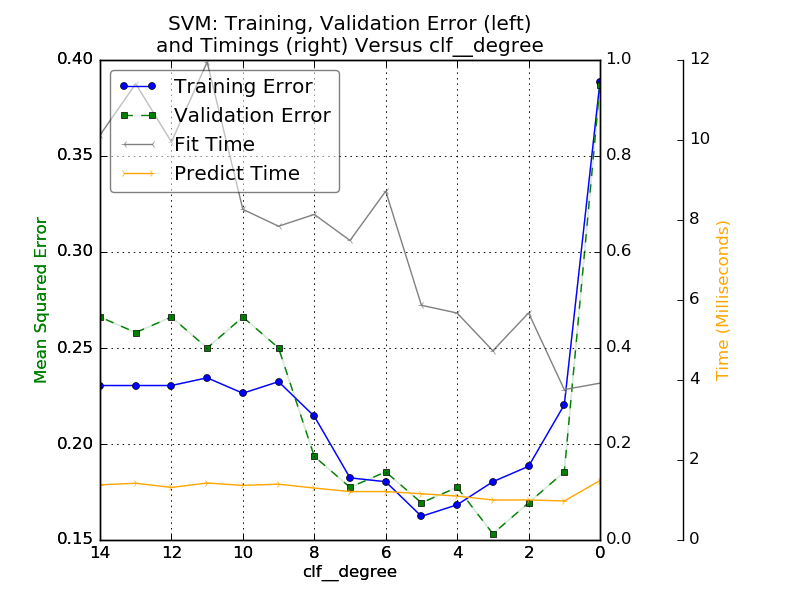 SVM: Training, Validation Error (left)
and Timings (right) Versus clf__degree
Training Error
Validation Error
Fit Time
Predict Time
Mean Squared Error
0.40
0.35
0.30
0.25
0.20
0.15
14 12 10 8 6 4 2 0
clf__degree
1.0
0.8
0.6
0.4
0.2
0.0
12
10
8
6
4
2
0
Time (Milliseconds)